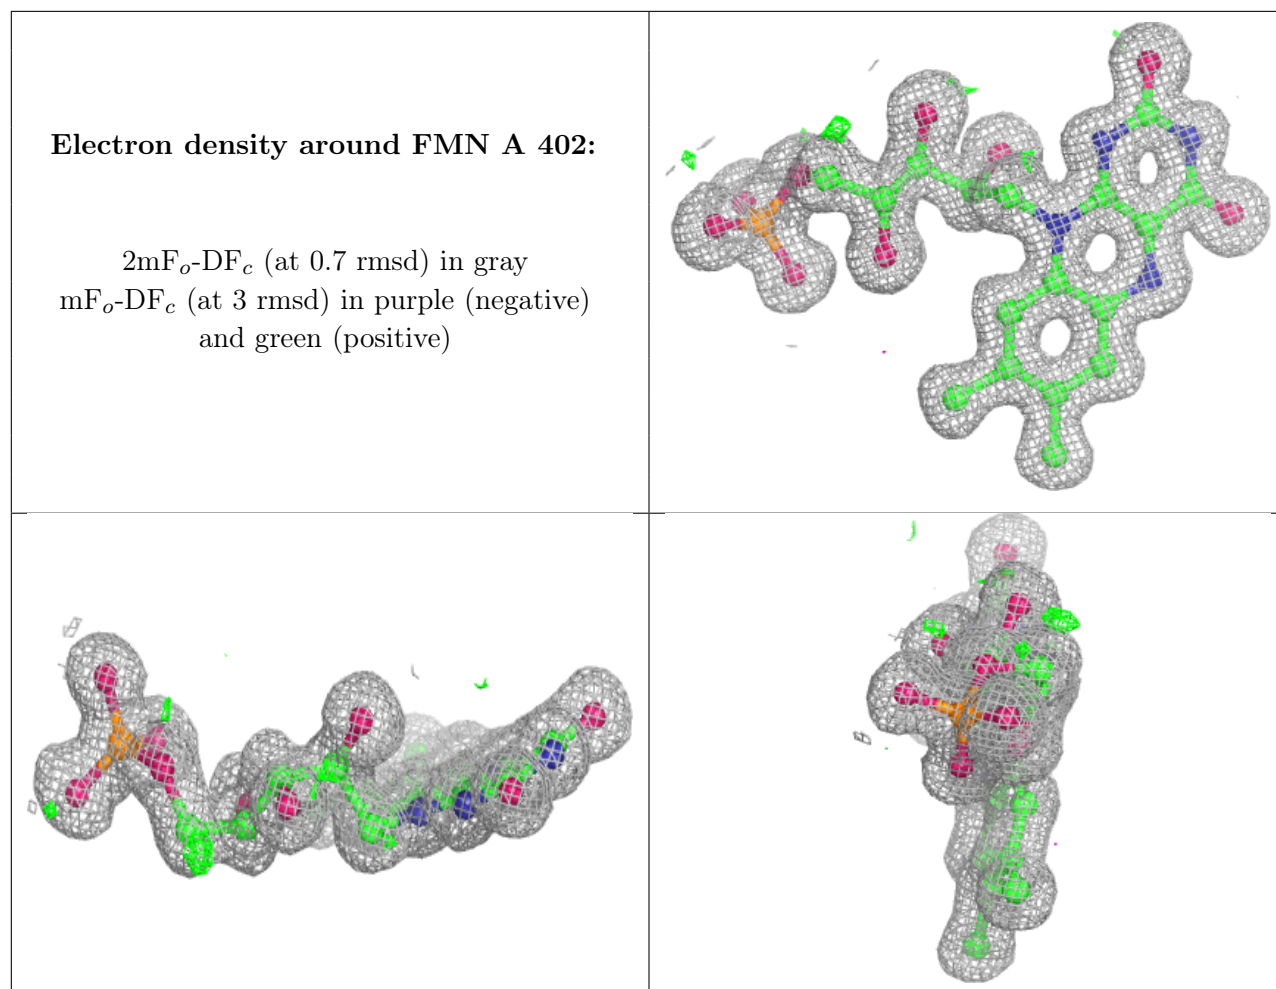 Electron density around FMN A 402:
2mFo-DFc (at 0.7 rmsd) in gray
mFo-DFc (at 3 rmsd) in purple (negative)
and green (positive)